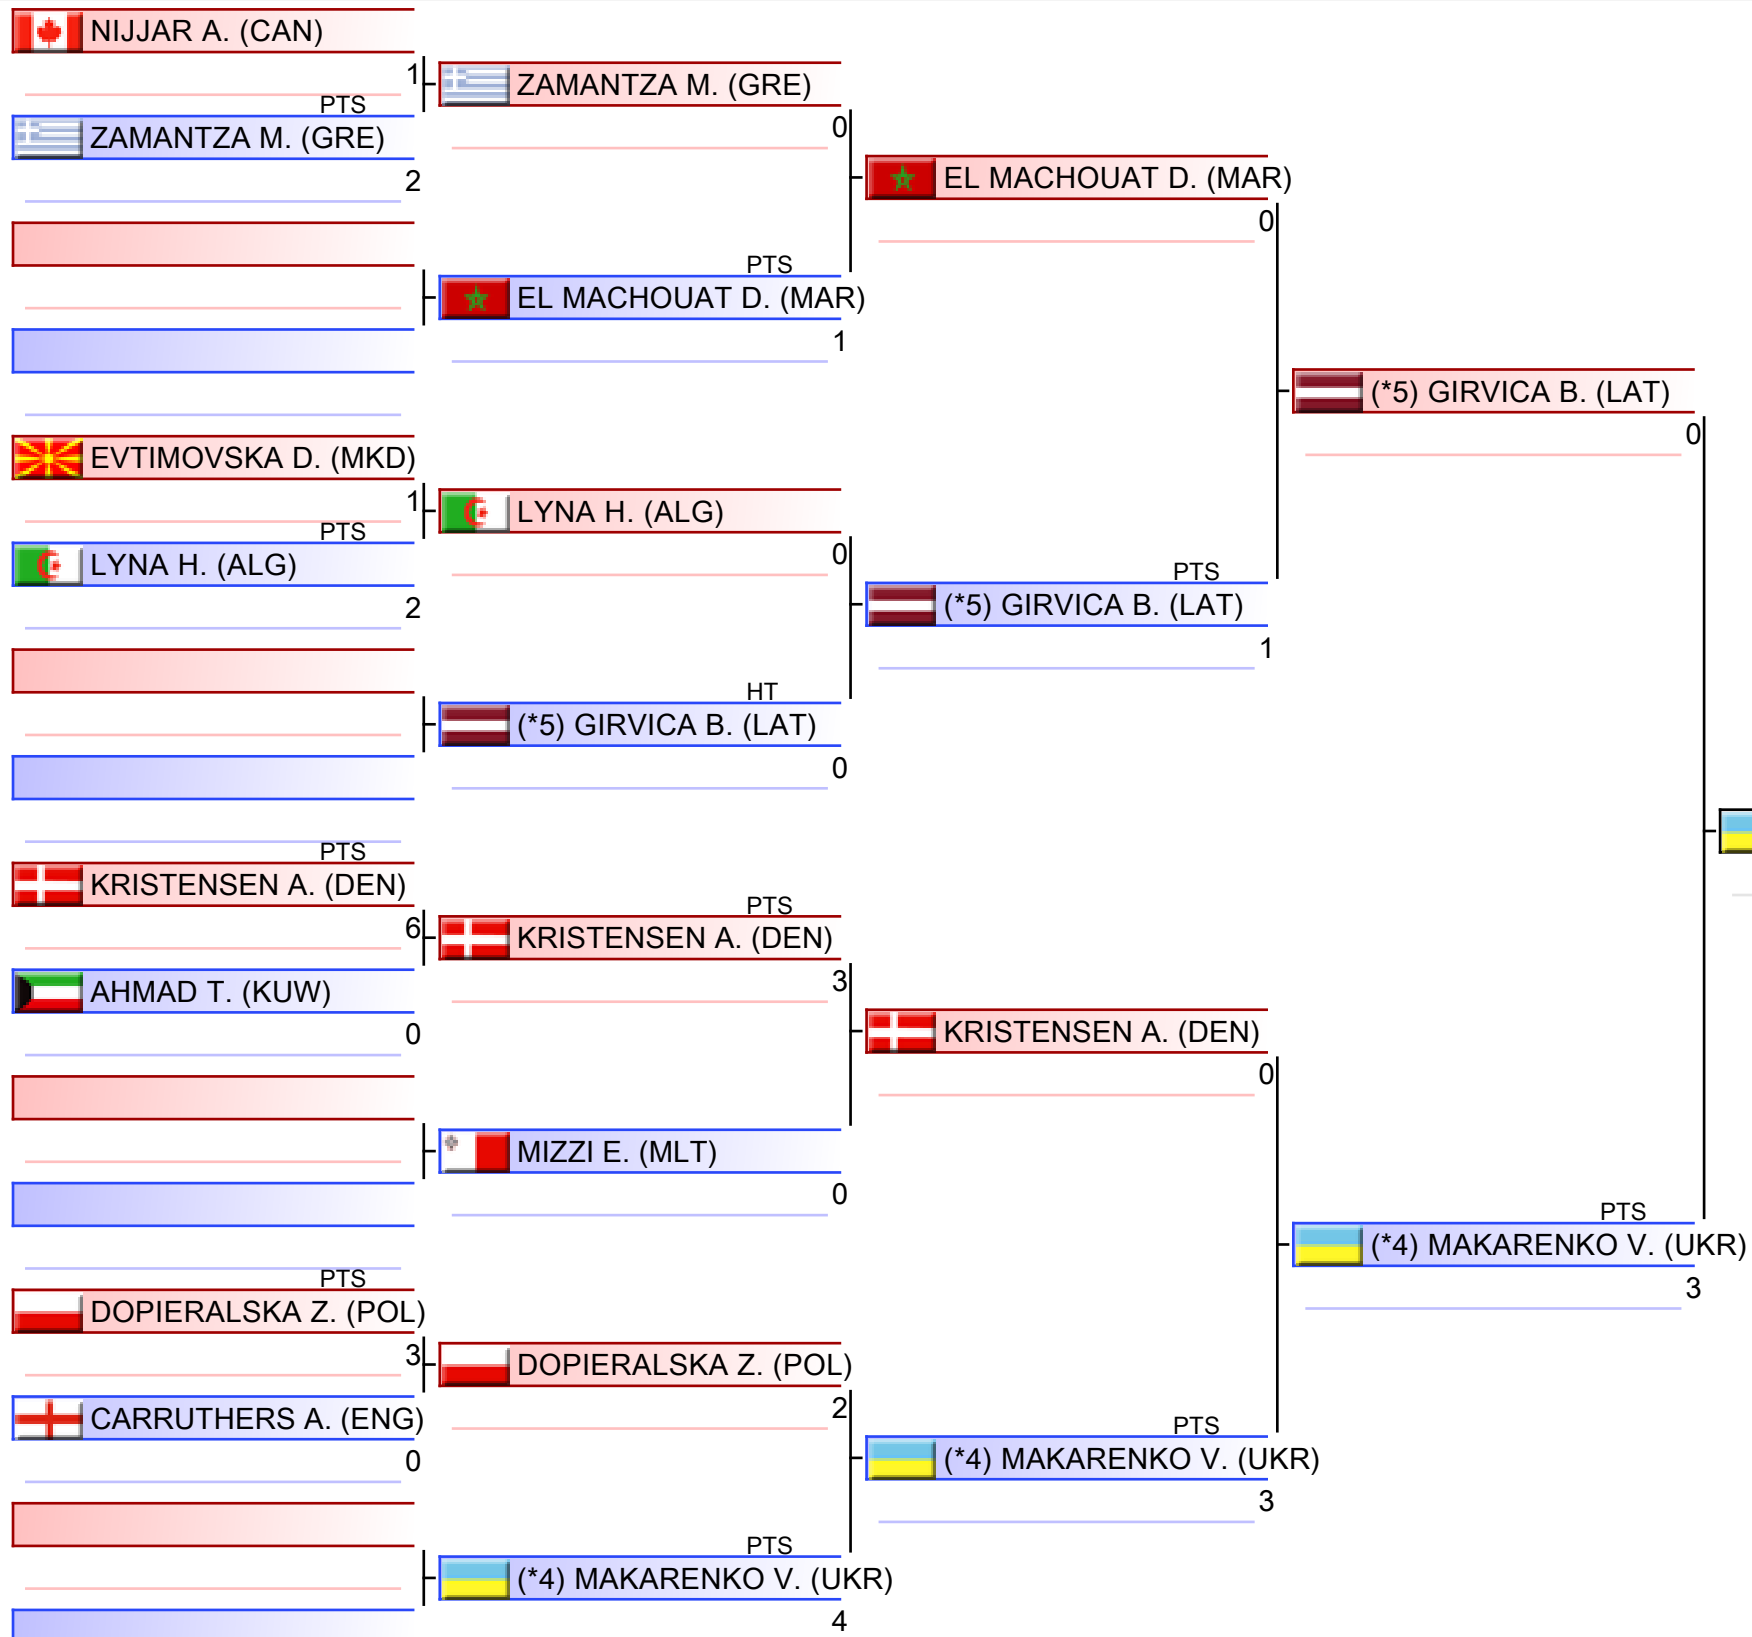 NIJJAR A. (CAN)
1
PTS
ZAMANTZA M. (GRE)
2
EVTIMOVSKA D. (MKD)
1
PTS
LYNA H. (ALG)
2
PTS
KRISTENSEN A. (DEN)
6
AHMAD T. (KUW)
0
PTS
DOPIERALSKA Z. (POL)
3
CARRUTHERS A. (ENG)
0
ZAMANTZA M. (GRE)
0
PTS
EL MACHOUAT D. (MAR)
1
LYNA H. (ALG)
0
HT
(*5) GIRVICA B. (LAT)
0
PTS
KRISTENSEN A. (DEN)
3
MIZZI E. (MLT)
0
DOPIERALSKA Z. (POL)
2
PTS
(*4) MAKARENKO V. (UKR)
4
EL MACHOUAT D. (MAR)
0
PTS
(*5) GIRVICA B. (LAT)
1
KRISTENSEN A. (DEN)
0
PTS
(*4) MAKARENKO V. (UKR)
3
(*5) GIRVICA B. (LAT)
0
PTS
(*4) MAKARENKO V. (UKR)
3